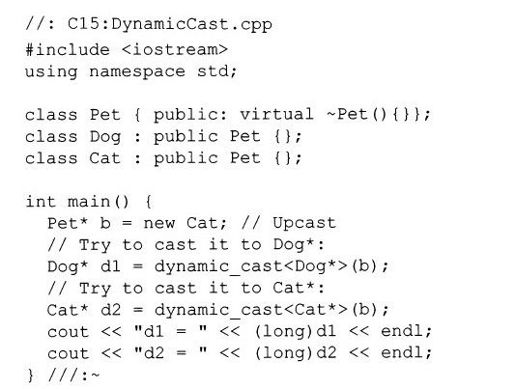 //: C15:DynamicCast.cpp
#include <iostream>
using namespace std;

class Pet { public: virtual ~Pet(){}};
class Dog : public Pet {};
class Cat : public Pet {};

int main() {
  Pet* b = new Cat; // Upcast
  // Try to cast it to Dog*:
  Dog* d1 = dynamic_cast<Dog*>(b);
  // Try to cast it to Cat*:
  Cat* d2 = dynamic_cast<Cat*>(b);
  cout << "d1 = " << (long)d1 << endl;
  cout << "d2 = " << (long)d2 << endl;
} ///:~